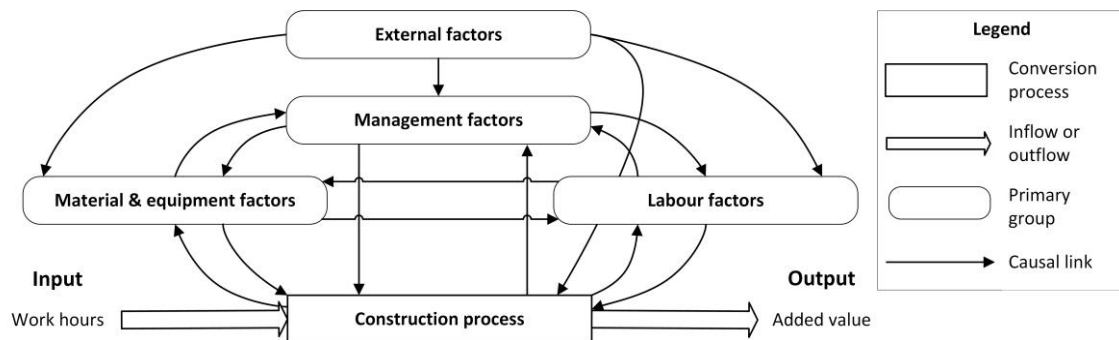 External factors
Management factors
Material & equipment factors
Labour factors
Input
Output
Work hours
Construction process
Added value
Legend
Conversion
process
Inflow or
outflow
Primary
group
Causal link